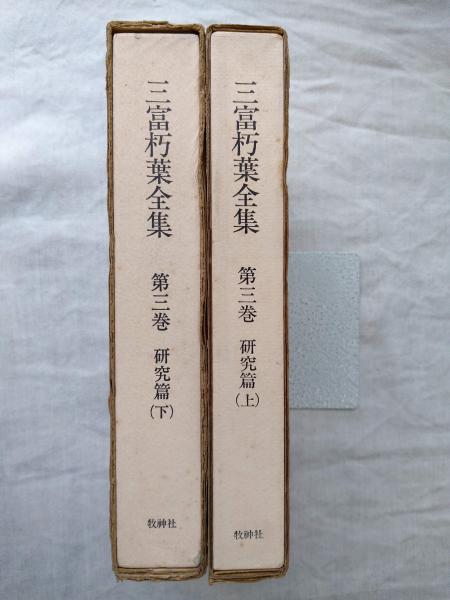 三富朽葉全集 第三巻 研究篇(上)
牧神社
三富朽葉全集 第三巻 研究篇(下)
牧神社